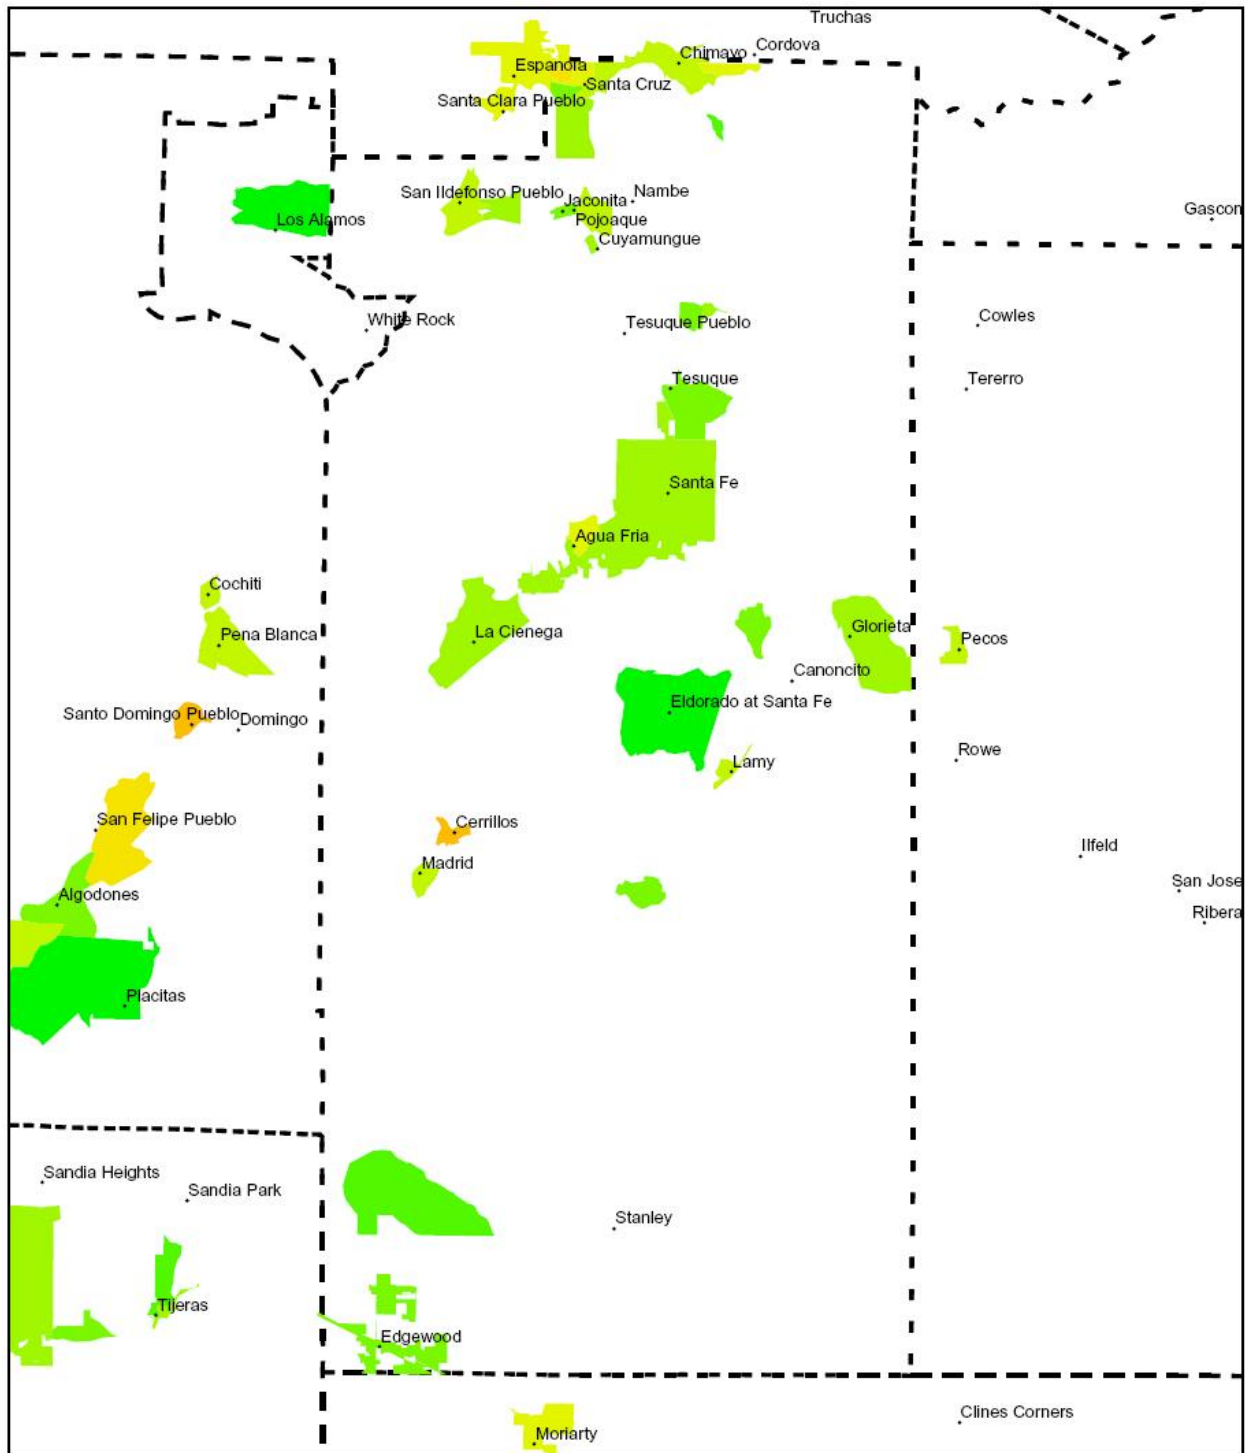 Truchas
Cordova
Chimayo
Espanola
Santa Cruz
Santa Clara Pueblo
San Ildefonso Pueblo
Nambe
Jaconita
Pojoaque
Gascon
Los Alamos
Cuyamungue
White Rock
Tesuque Pueblo
Cowles
Tesuque
Tererro
Santa Fe
Agua Fria
Cochiti
Pena Blanca
La Cienega
Glorieta
Pecos
Canoncito
Santo Domingo Pueblo
Domingo
Eldorado at Santa Fe
Rowe
Lamy
San Felipe Pueblo
Cerrillos
Ilfeld
Madrid
San Jose
Algodones
Ribera
Placitas
Sandia Heights
Sandia Park
Stanley
Tijeras
Edgewood
Clines Corners
Moriarty